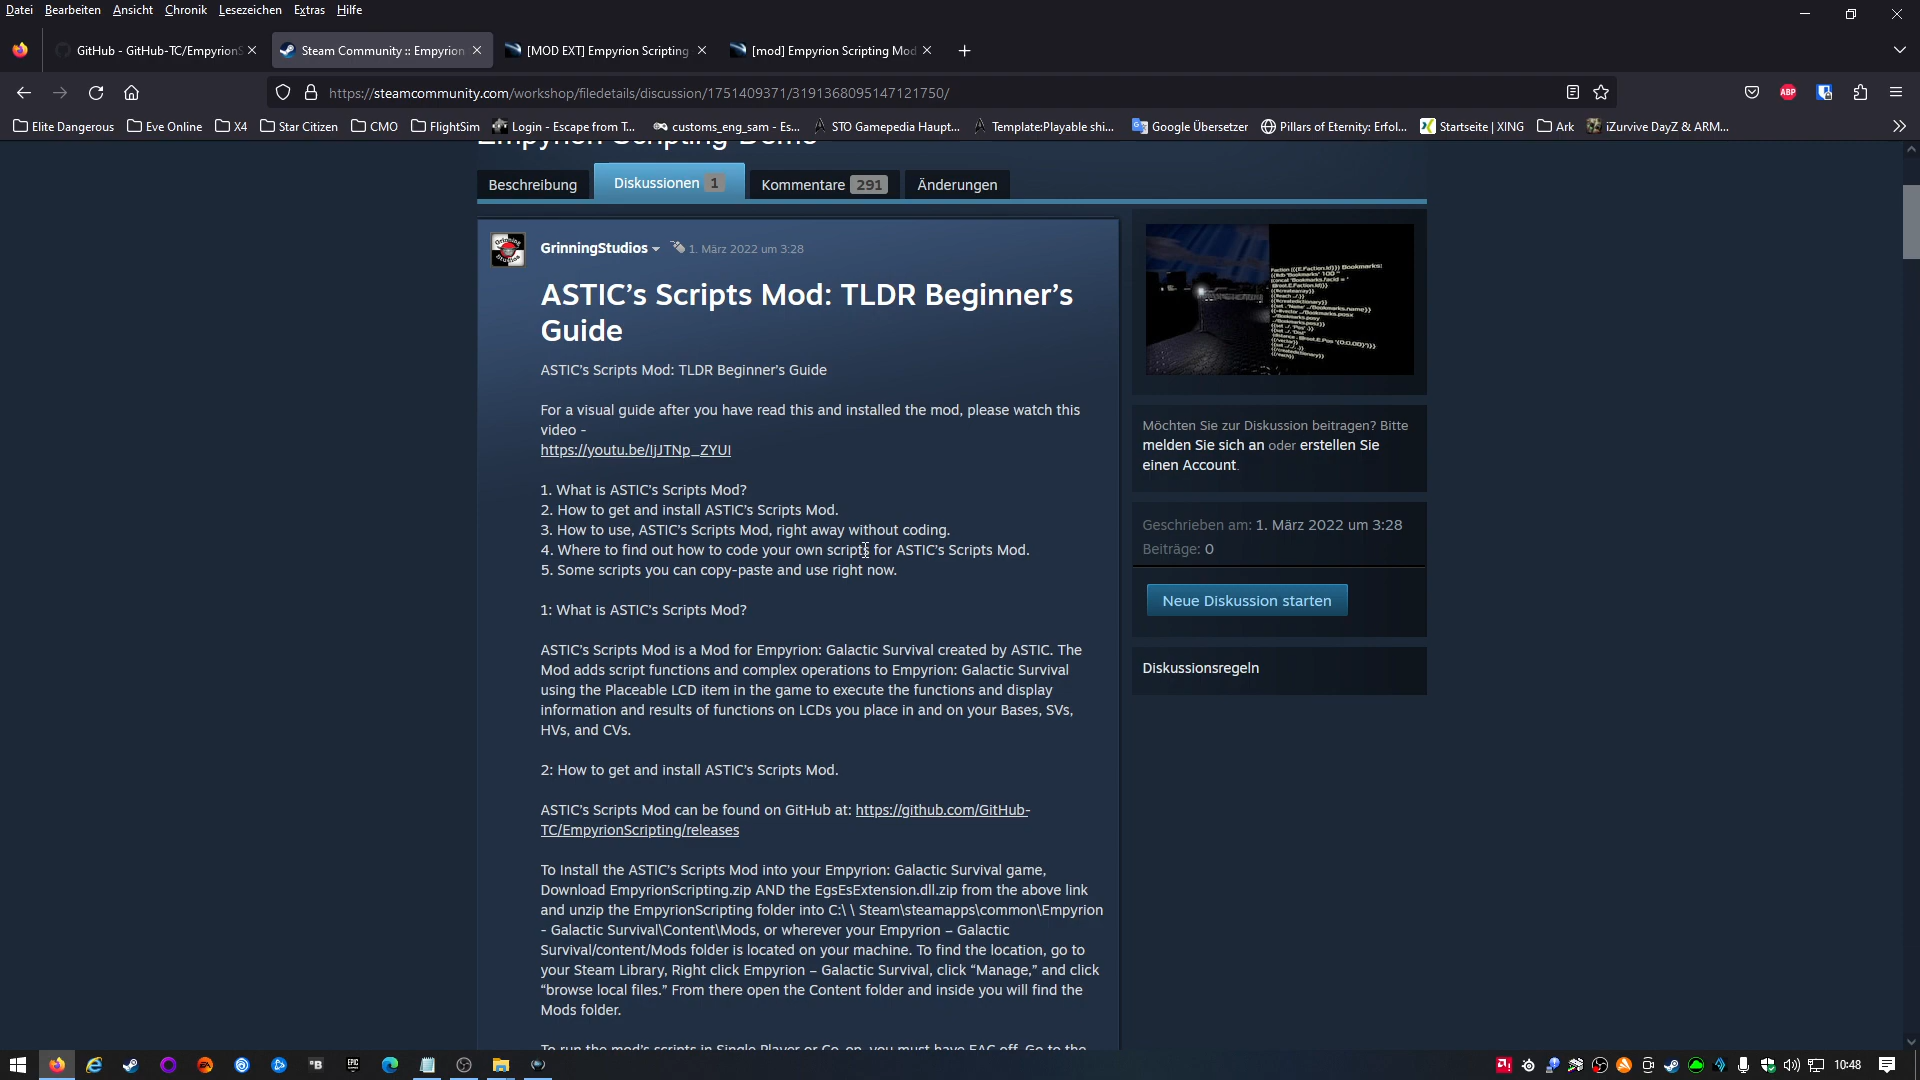 Datei Bearbeiten Ansicht Chronik Lesezeichen Extras Hilfe
GitHub - GitHub-TC/EmpyrionS
Steam Community :: Empyrion
[MOD EXT] Empyrion Scripting
[mod] Empyrion Scripting Mod
https://steamcommunity.com/workshop/filedetails/discussion/1751409371/3191368095147121750/
ABP
Elite Dangerous
Eve Online
X4
Star Citizen
CMO
FlightSim
Login - Escape from T...
customs_eng_sam - Es...
STO Gamepedia Haupt...
Template:Playable shi...
Google Übersetzer
Pillars of Eternity: Erfol...
Startseite | XING
Ark
iZurvive DayZ & ARM...
Empyrion Scripting Demo
Beschreibung
Diskussionen 1
Kommentare 291
Änderungen
GrinningStudios 1. März 2022 um 3:28
ASTIC's Scripts Mod: TLDR Beginner's
Guide
ASTIC's Scripts Mod: TLDR Beginner's Guide
For a visual guide after you have read this and installed the mod, please watch this
video -
https://youtu.be/IjJTNp_ZYUI
1. What is ASTIC's Scripts Mod?
2. How to get and install ASTIC's Scripts Mod.
3. How to use, ASTIC's Scripts Mod, right away without coding.
4. Where to find out how to code your own scripts for ASTIC's Scripts Mod.
5. Some scripts you can copy-paste and use right now.
1: What is ASTIC's Scripts Mod?
ASTIC's Scripts Mod is a Mod for Empyrion: Galactic Survival created by ASTIC. The
Mod adds script functions and complex operations to Empyrion: Galactic Survival
using the Placeable LCD item in the game to execute the functions and display
information and results of functions on LCDs you place in and on your Bases, SVs,
HVs, and CVs.
2: How to get and install ASTIC's Scripts Mod.
ASTIC's Scripts Mod can be found on GitHub at: https://github.com/GitHub-
TC/EmpyrionScripting/releases
To Install the ASTIC's Scripts Mod into your Empyrion: Galactic Survival game,
Download EmpyrionScripting.zip AND the EgsEsExtension.dll.zip from the above link
and unzip the EmpyrionScripting folder into C:\ \ Steam\steamapps\common\Empyrion
- Galactic Survival\Content\Mods, or wherever your Empyrion – Galactic
Survival/content/Mods folder is located on your machine. To find the location, go to
your Steam Library, Right click Empyrion – Galactic Survival, click “Manage,” and click
“browse local files.” From there open the Content folder and inside you will find the
Mods folder.
To run the mod's scripts in Single Player or Co-op, you must have EAC off. Go to the
Möchten Sie zur Diskussion beitragen? Bitte
melden Sie sich an oder erstellen Sie
einen Account.
Geschrieben am: 1. März 2022 um 3:28
Beiträge: 0
Neue Diskussion starten
Diskussionsregeln
10:48